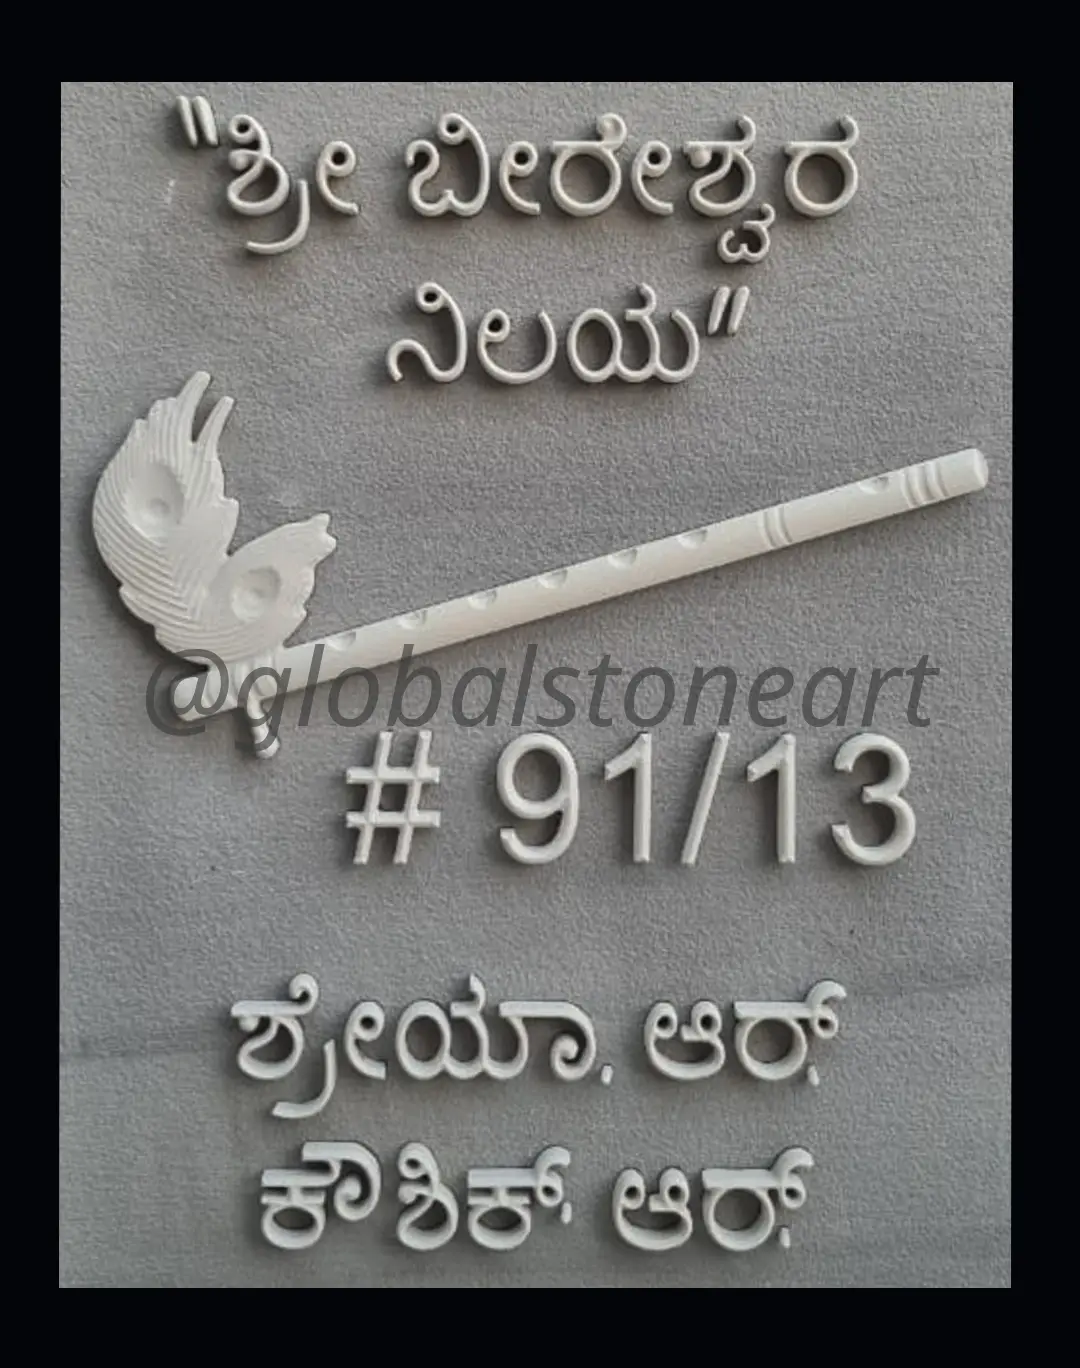 "ಶ್ರೀ ಬೀರೇಶ್ವರ
ನಿಲಯ"
@globalstoneart
# 91/13
ಶ್ರೇಯಾ. ಆರ್.
ಕೌಶಿಕ್. ಆರ್.